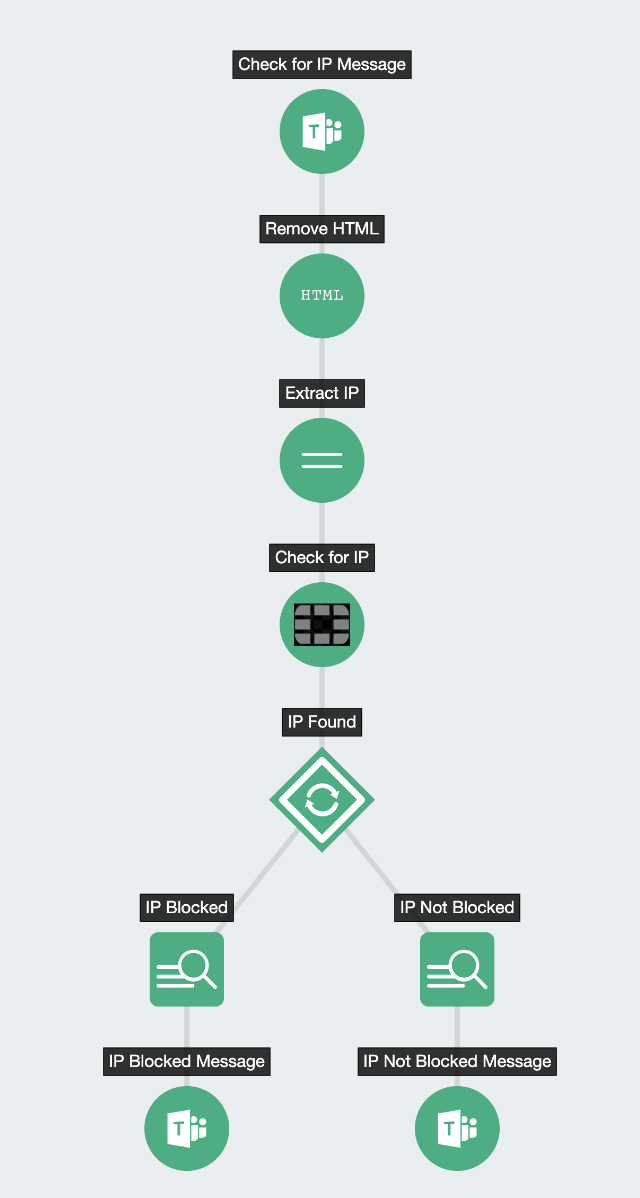 Check for IP Message
T
Remove HTML
HTML
Extract IP
Check for IP
IP Found
IP Blocked
IP Not Blocked
IP Blocked Message
IP Not Blocked Message
T
T